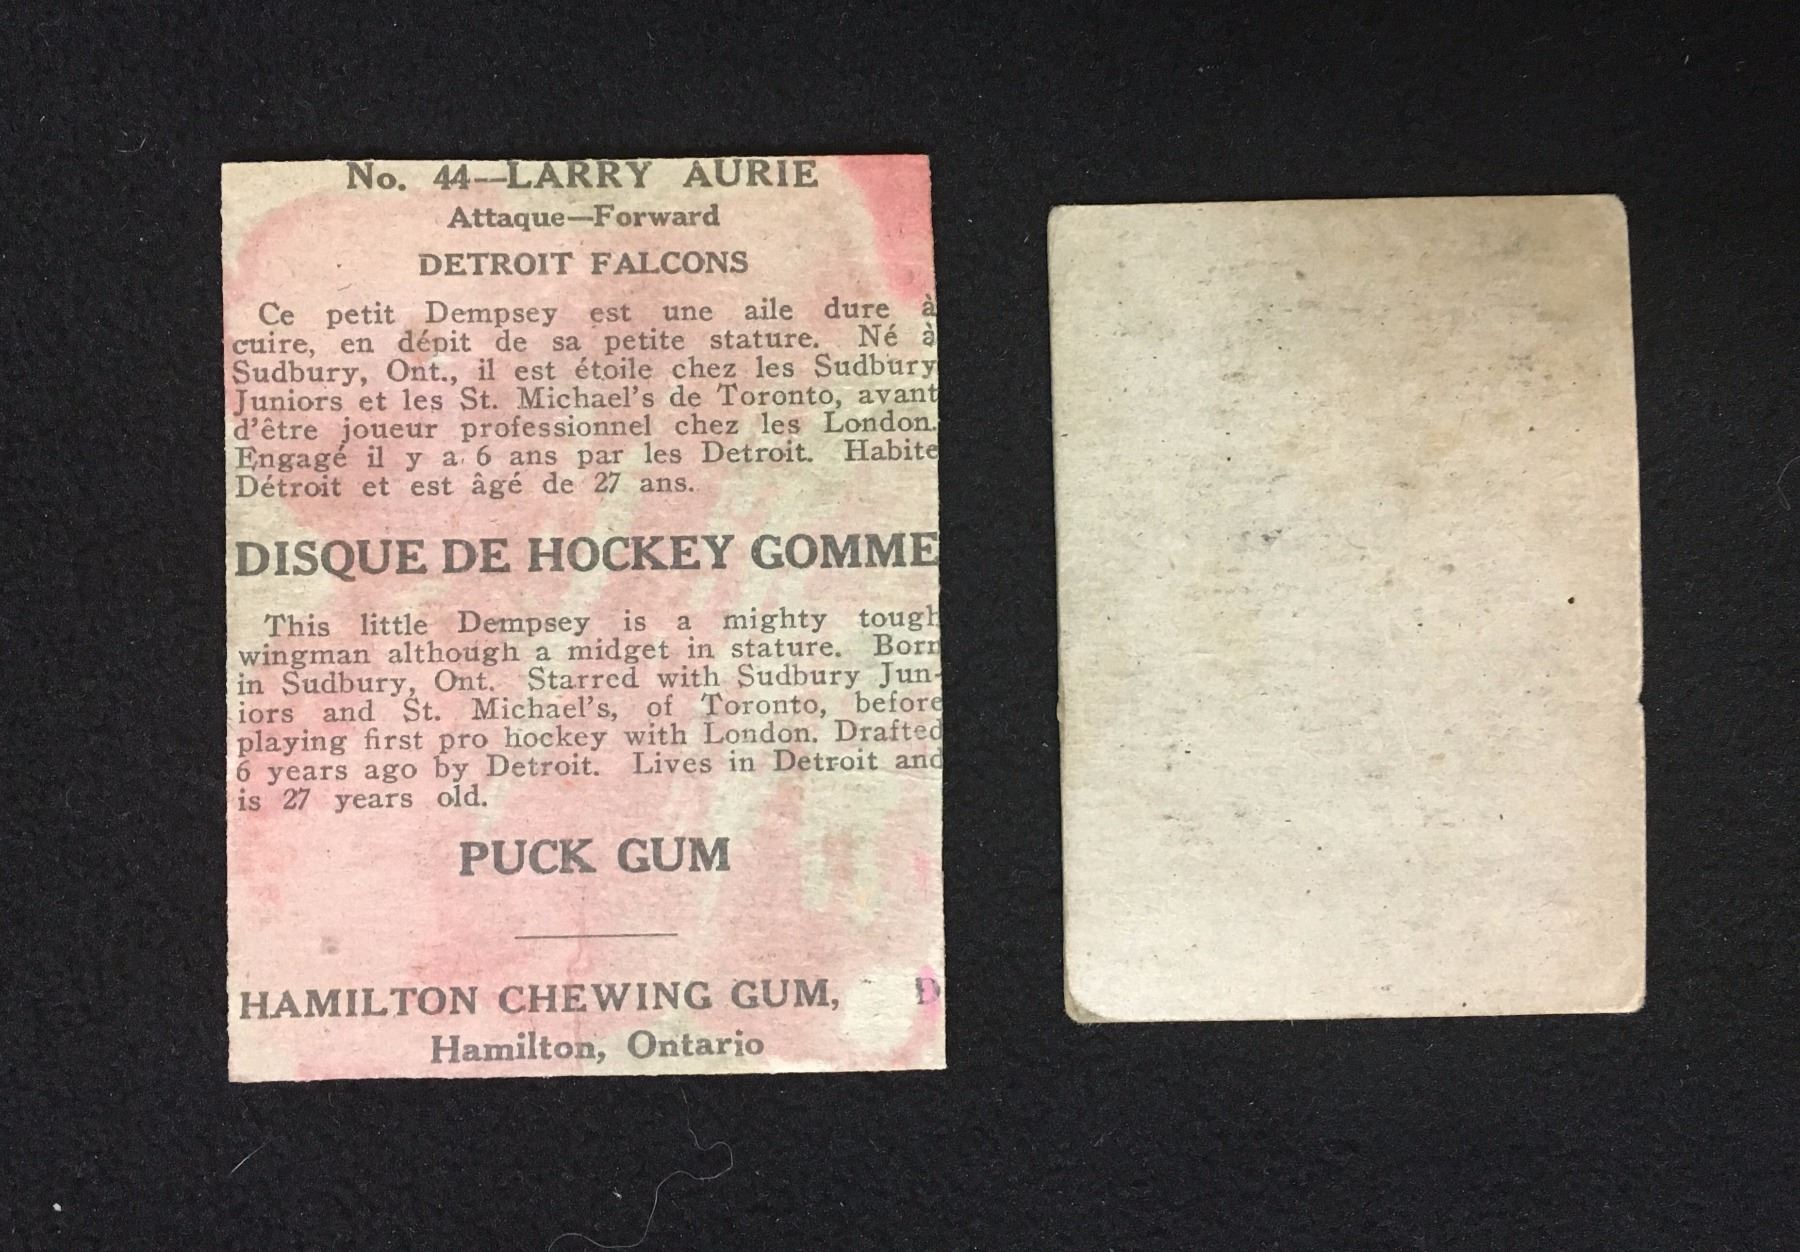 No. 44—LARRY AURIE
Attaque—Forward
DETROIT FALCONS
Ce petit Dempsey est une aile dure à
cuire, en dépit de sa petite stature. Né à
Sudbury, Ont., il est étoile chez les Sudbury
Juniors et les St. Michael's de Toronto, avant
d'être joueur professionnel chez les London.
Engagé il y a 6 ans par les Detroit. Habite
Détroit et est âgé de 27 ans.
DISQUE DE HOCKEY GOMME
This little Dempsey is a mighty tough
wingman although a midget in stature. Born
in Sudbury, Ont. Starred with Sudbury Jun-
iors and St. Michael's, of Toronto, before
playing first pro hockey with London. Drafted
6 years ago by Detroit. Lives in Detroit and
is 27 years old.
PUCK GUM
HAMILTON CHEWING GUM, D
Hamilton, Ontario